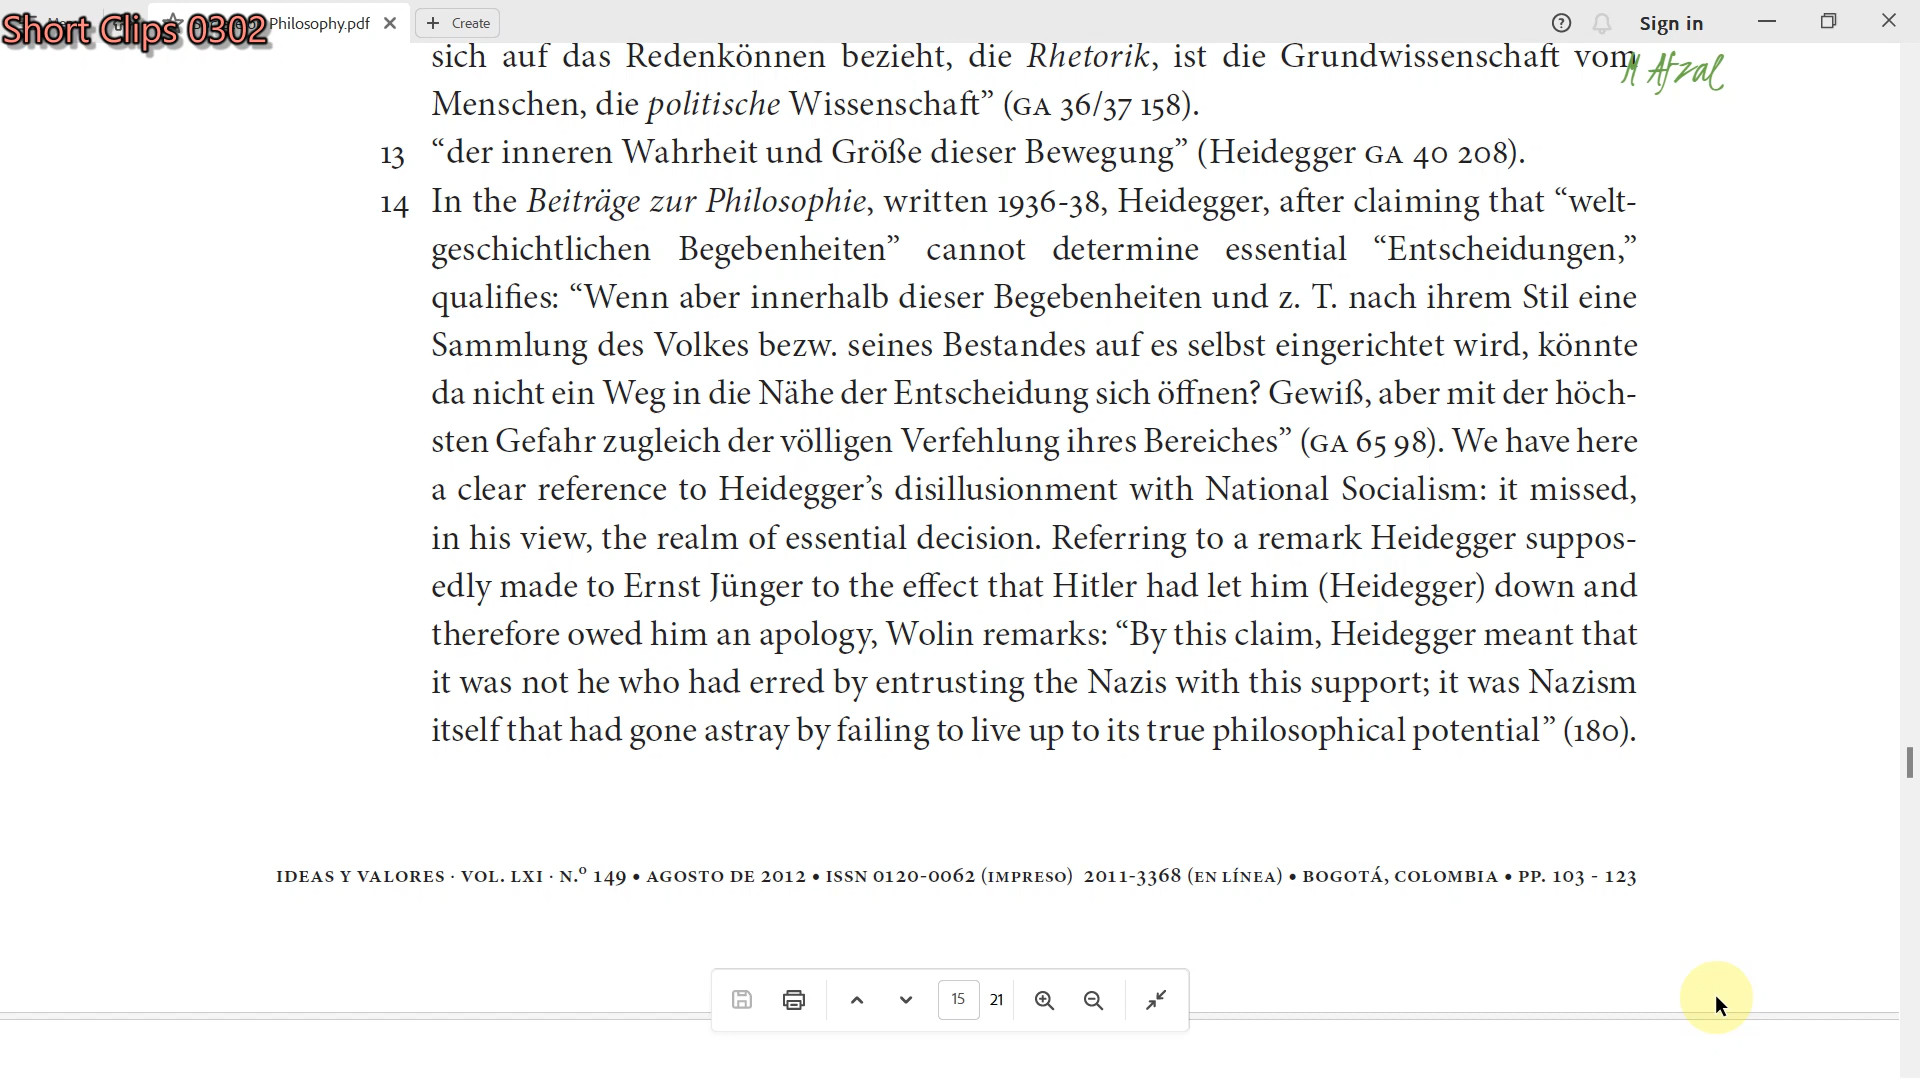 Short Clips 0302
Philosophy.pdf
Create
Sign in
M Afzal
sich auf das Redenkönnen bezieht, die Rhetorik, ist die Grundwissenschaft vom
Menschen, die politische Wissenschaft” (GA 36/37 158).
13 “der inneren Wahrheit und Größe dieser Bewegung” (Heidegger GA 40 208).
14 In the Beiträge zur Philosophie, written 1936-38, Heidegger, after claiming that “welt-
geschichtlichen Begebenheiten” cannot determine essential “Entscheidungen,”
qualifies: “Wenn aber innerhalb dieser Begebenheiten und z. T. nach ihrem Stil eine
Sammlung des Volkes bezw. seines Bestandes auf es selbst eingerichtet wird, könnte
da nicht ein Weg in die Nähe der Entscheidung sich öffnen? Gewiß, aber mit der höch-
sten Gefahr zugleich der völligen Verfehlung ihres Bereiches” (GA 65 98). We have here
a clear reference to Heidegger’s disillusionment with National Socialism: it missed,
in his view, the realm of essential decision. Referring to a remark Heidegger suppos-
edly made to Ernst Jünger to the effect that Hitler had let him (Heidegger) down and
therefore owed him an apology, Wolin remarks: “By this claim, Heidegger meant that
it was not he who had erred by entrusting the Nazis with this support; it was Nazism
itself that had gone astray by failing to live up to its true philosophical potential” (180).
IDEAS Y VALORES · VOL. LXI · N.º 149 • AGOSTO DE 2012 • ISSN 0120-0062 (IMPRESO) 2011-3368 (EN LÍNEA) • BOGOTÁ, COLOMBIA • PP. 103 - 123
15 21